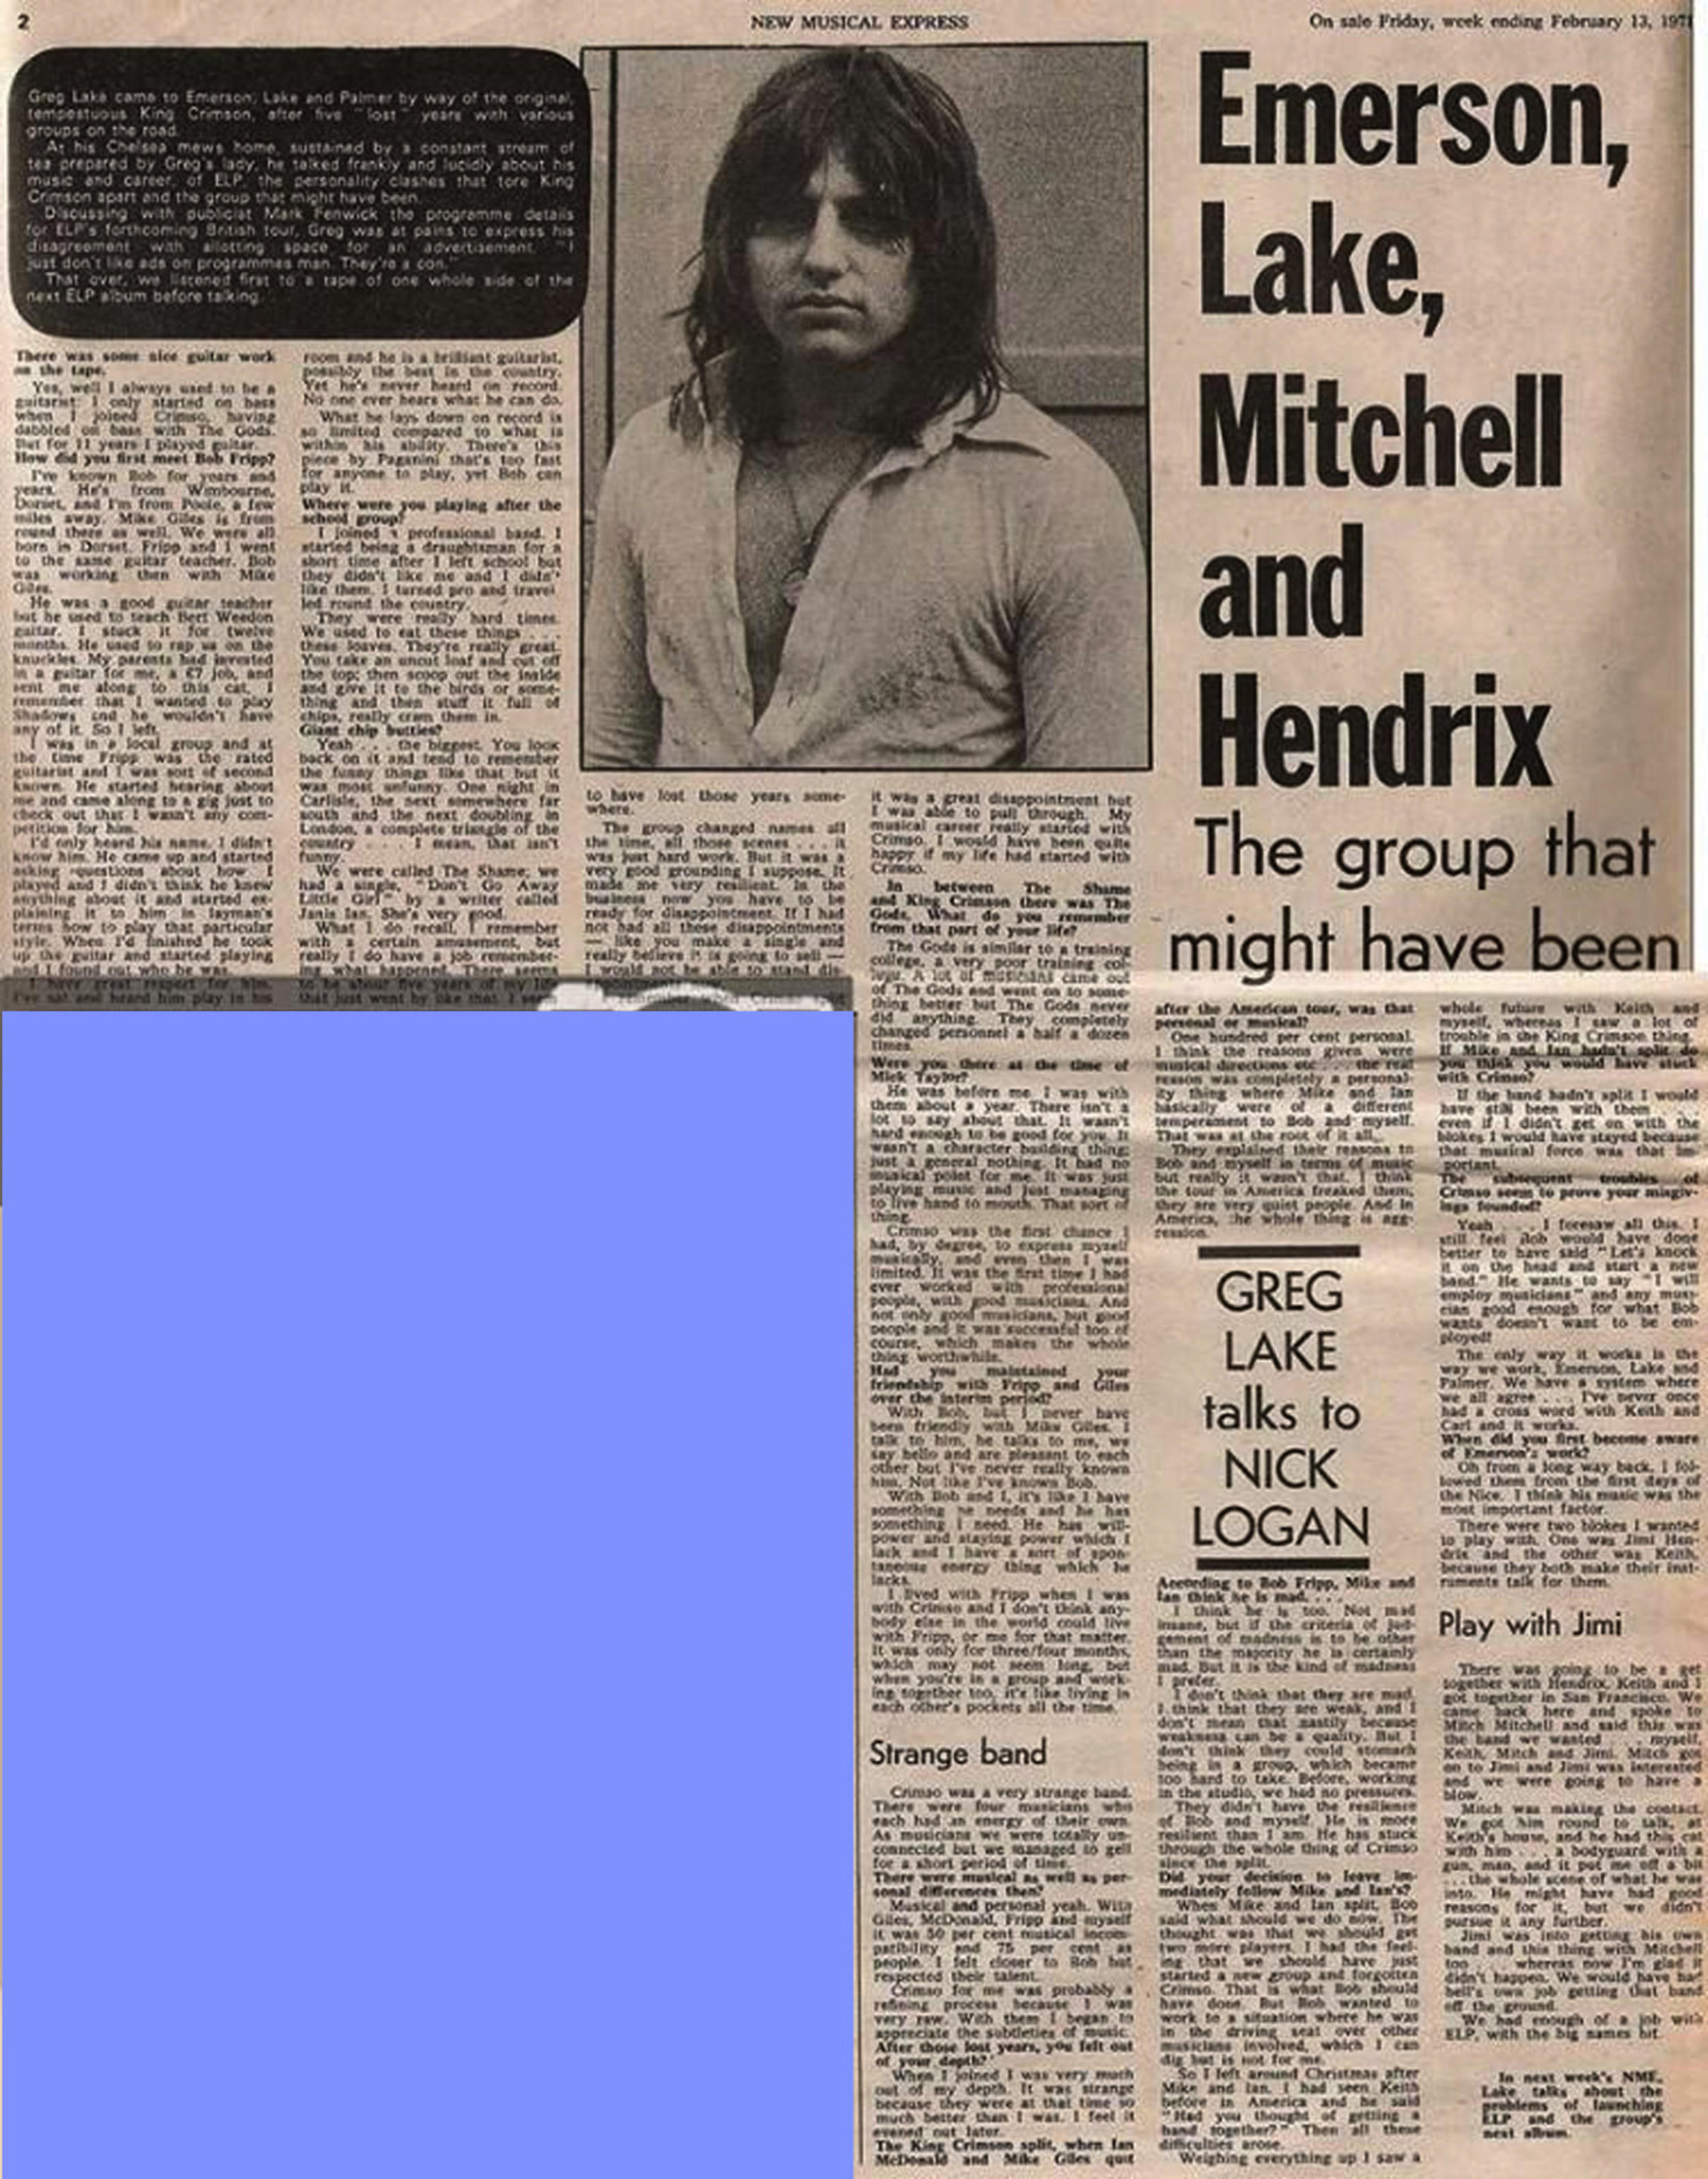 2
NEW MUSICAL EXPRESS
On sale Friday, week ending February 13, 1971
Greg Lake came to Emerson, Lake and Palmer by way of the original,
tempestuous King Crimson, after five "lost" years with various
groups on the road.
At his Chelsea mews home, sustained by a constant stream of
tea prepared by Greg's lady, he talked frankly and lucidly about his
music and career, of ELP, the personality clashes that tore King
Crimson apart and the group that might have been.
Discussing with publicist Mark Fenwick the programme details
for ELP's forthcoming British tour, Greg was at pains to express his
disagreement with allotting space for an advertisement. "I
just don't like ads on programmes man. They're a con."
That over, we listened first to a tape of one whole side of the
next ELP album before talking.
Emerson,
Lake,
Mitchell
and
Hendrix
The group that
might have been
There was some nice guitar work
on the tape.
Yes, well I always used to be a
guitarist; I only started on bass
when I joined Crimso, having
dabbled on bass with The Gods.
But for 11 years I played guitar.
How did you first meet Bob Fripp?
I've known Bob for years and
years. He's from Wimbourne,
Dorset, and I'm from Poole, a few
miles away. Mike Giles is from
round there as well. We were all
born in Dorset. Fripp and I went
to the same guitar teacher. Bob
was working then with Mike
Giles.
He was a good guitar teacher
but he used to teach Bert Weedon
guitar. I stuck it for twelve
months. He used to rap us on the
knuckles. My parents had invested
in a guitar for me, a £7 job, and
sent me along to this cat. I
remember that I wanted to play
Shadows and he wouldn't have
any of it. So I left.
I was in a local group and at
the time Fripp was the rated
guitarist and I was sort of second
known. He started hearing about
me and came along to a gig just to
check out that I wasn't any com-
petition for him.
I'd only heard his name. I didn't
know him. He came up and started
asking questions about how I
played and I didn't think he knew
anything about it and started ex-
plaining it to him in layman's
terms how to play that particular
style. When I'd finished he took
up the guitar and started playing
and I found out who he was.
I have great respect for him.
I've sat and heard him play in his
room and he is a brilliant guitarist,
possibly the best in the country.
Yet he's never heard on record.
No one ever hears what he can do.
What he lays down on record is
so limited compared to what is
within his ability. There's this
piece by Paganini that's too fast
for anyone to play, yet Bob can
play it.
Where were you playing after the
school group?
I joined a professional band. I
started being a draughtsman for a
short time after I left school but
they didn't like me and I didn't
like them. I turned pro and travel
led round the country.
They were really hard times.
We used to eat these things . . .
these loaves. They're really great.
You take an uncut loaf and cut off
the top; then scoop out the inside
and give it to the birds or some-
thing and then stuff it full of
chips, really cram them in.
Giant chip butties?
Yeah . . . the biggest. You look
back on it and tend to remember
the funny things like that but it
was most unfunny. One night in
Carlisle, the next somewhere far
south and the next doubling in
London, a complete triangle of the
country . . . I mean, that isn't
funny.
We were called The Shame; we
had a single, "Don't Go Away
Little Girl" by a writer called
Janis Ian. She's very good.
What I do recall, I remember
with a certain amusement, but
really I do have a job remember-
ing what happened. There seems
to be about five years of my life
that just went by like that. I seem
to have lost those years some-
where.
The group changed names all
the time, all those scenes . . . it
was just hard work. But it was a
very good grounding I suppose. It
made me very resilient. In the
business now you have to be
ready for disappointment. If I had
not had all these disappointments
— like you make a single and
really believe it is going to sell —
I would not be able to stand dis-
it was a great disappointment but
I was able to pull through. My
musical career really started with
Crimso. I would have been quite
happy if my life had started with
Crimso.
In between The Shame
and King Crimson there was The
Gods. What do you remember
from that part of your life?
The Gods is similar to a training
college, a very poor training col-
lege. A lot of musicians came out
of The Gods and went on to some-
thing better but The Gods never
did anything. They completely
changed personnel a half a dozen
times.
Were you there at the time of
Mick Taylor?
He was before me. I was with
them about a year. There isn't a
lot to say about that. It wasn't
hard enough to be good for you. It
wasn't a character building thing;
just a general nothing. It had no
musical point for me. It was just
playing music and just managing
to live hand to mouth. That sort of
thing.
Crimso was the first chance I
had, by degree, to express myself
musically, and even then I was
limited. It was the first time I had
ever worked with professional
people, with good musicians. And
not only good musicians, but good
people and it was successful too of
course, which makes the whole
thing worthwhile.
Had you maintained your
friendship with Fripp and Giles
over the interim period?
With Bob, but I never have
been friendly with Mike Giles. I
talk to him, he talks to me, we
say hello and are pleasant to each
other but I've never really known
him. Not like I've known Bob.
With Bob and I, it's like I have
something he needs and he has
something I need. He has will-
power and staying power which I
lack and I have a sort of spon-
taneous energy thing which he
lacks.
I lived with Fripp when I was
with Crimso and I don't think any-
body else in the world could live
with Fripp, or me for that matter.
It was only for three/four months,
which may not seem long, but
when you're in a group and work-
ing together too, it's like living in
each other's pockets all the time.
Strange band
Crimso was a very strange band.
There were four musicians who
each had an energy of their own.
As musicians we were totally un-
connected but we managed to gell
for a short period of time.
There were musical as well as per-
sonal differences then?
Musical and personal yeah. With
Giles, McDonald, Fripp and myself
it was 50 per cent musical incom-
patibility and 75 per cent as
people. I felt closer to Bob but
respected their talent.
Crimso for me was probably a
refining process because I was
very raw. With them I began to
appreciate the subtleties of music.
After those lost years, you felt out
of your depth?
When I joined I was very much
out of my depth. It was strange
because they were at that time so
much better than I was. I feel it
evened out later.
The King Crimson split, when Ian
McDonald and Mike Giles quit
after the American tour, was that
personal or musical?
One hundred per cent personal.
I think the reasons given were
musical directions etc . . . the real
reason was completely a personal-
ity thing where Mike and Ian
basically were of a different
temperament to Bob and myself.
That was at the root of it all.
They explained their reasons to
Bob and myself in terms of music
but really it wasn't that. I think
the tour in America freaked them,
they are very quiet people. And in
America, the whole thing is agg-
ression.
GREG
LAKE
talks to
NICK
LOGAN
According to Bob Fripp, Mike and
Ian think he is mad. . . .
I think he is too. Not mad
insane, but if the criteria of jud-
gement of madness is to be other
than the majority he is certainly
mad. But it is the kind of madness
I prefer.
I don't think that they are mad.
I think that they are weak, and I
don't mean that nastily because
weakness can be a quality. But I
don't think they could stomach
being in a group, which became
too hard to take. Before, working
in the studio, we had no pressures.
They didn't have the resilience
of Bob and myself. He is more
resilient than I am. He has stuck
through the whole thing of Crimso
since the split.
Did your decision to leave im-
mediately follow Mike and Ian's?
When Mike and Ian split, Bob
said what should we do now. The
thought was that we should get
two more players. I had the feel-
ing that we should have just
started a new group and forgotten
Crimso. That is what Bob should
have done. But Bob wanted to
work to a situation where he was
in the driving seat over other
musicians involved, which I can
dig but is not for me.
So I left around Christmas after
Mike and Ian. I had seen Keith
before in America and he said
"Had you thought of getting a
band together?" Then all these
difficulties arose.
Weighing everything up I saw a
whole future with Keith and
myself, whereas I saw a lot of
trouble in the King Crimson thing.
If Mike and Ian hadn't split do
you think you would have stuck
with Crimso?
If the band hadn't split I would
have still been with them . . .
even if I didn't get on with the
blokes I would have stayed because
that musical force was that im-
portant.
The subsequent troubles of
Crimso seem to prove your misgiv-
ings founded?
Yeah . . . I foresaw all this. I
still feel Bob would have done
better to have said "Let's knock
it on the head and start a new
band." He wants to say "I will
employ musicians" and any musi-
cian good enough for what Bob
wants doesn't want to be em-
ployed!
The only way it works is the
way we work, Emerson, Lake and
Palmer. We have a system where
we all agree . . . I've never once
had a cross word with Keith and
Carl and it works.
When did you first become aware
of Emerson's work?
Oh from a long way back. I fol-
lowed them from the first days of
the Nice. I think his music was the
most important factor.
There were two blokes I wanted
to play with. One was Jimi Hen-
drix and the other was Keith,
because they both make their inst-
ruments talk for them.
Play with Jimi
There was going to be a get
together with Hendrix. Keith and I
got together in San Francisco. We
came back here and spoke to
Mitch Mitchell and said this was
the band we wanted . . . myself,
Keith, Mitch and Jimi. Mitch got
on to Jimi and Jimi was interested
and we were going to have a
blow.
Mitch was making the contact.
We got him round to talk, at
Keith's house, and he had this cat
with him . . . a bodyguard with a
gun, man, and it put me off a bit
. . . the whole scene of what he was
into. He might have had good
reasons for it, but we didn't
pursue it any further.
Jimi was into getting his own
band and this thing with Mitchell
too . . . whereas now I'm glad it
didn't happen. We would have had
hell's own job getting that band
off the ground.
We had enough of a job with
ELP, with the big names bit.
In next week's NME,
Lake talks about the
problems of launching
ELP and the group's
next album.